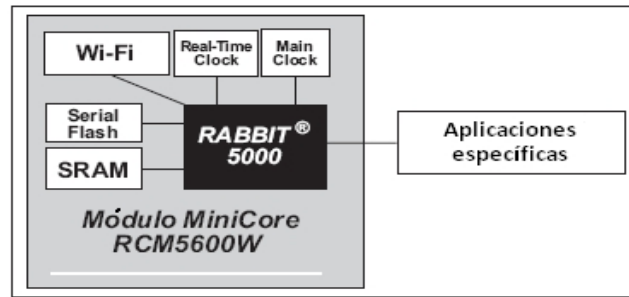 Wi-Fi
Real-Time
Clock
Main
Clock
Serial
Flash
SRAM
RABBIT®
5000
Aplicaciones
específicas
Módulo MiniCore
RCM5600W